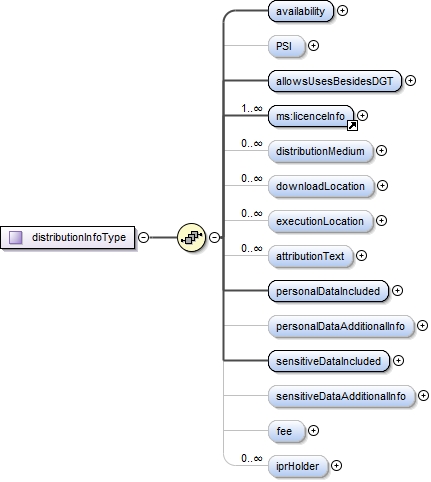 availability
PSI
allowsUsesBesidesDGT
1..∞
ms:licenceInfo
0..∞
distributionMedium
0..∞
downloadLocation
0..∞
executionLocation
0..∞
attributionText
distributionInfoType
personalDataIncluded
personalDataAdditionalInfo
sensitiveDataIncluded
sensitiveDataAdditionalInfo
fee
0..∞
iprHolder